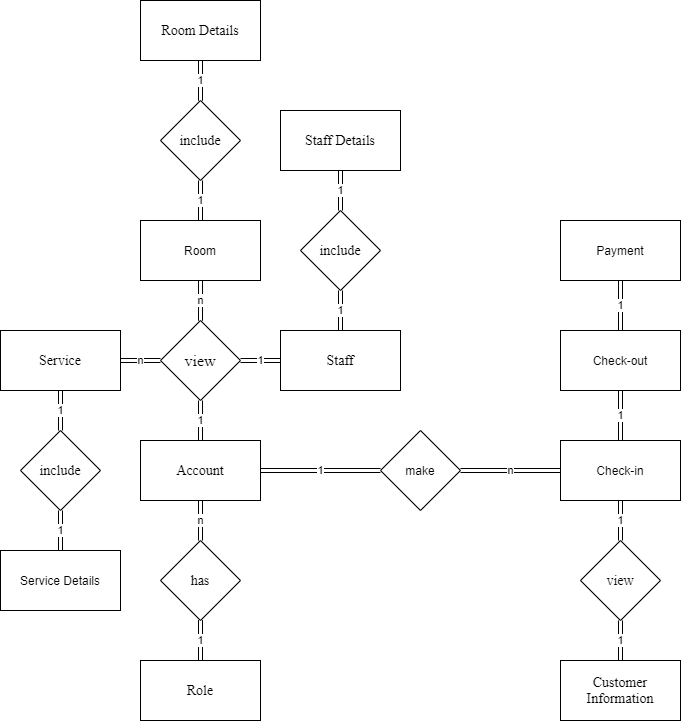 Room Details
1
include
Staff Details
1
1
Room
include
Payment
n
1
1
Service
n
view
1
Staff
Check-out
1
1
1
include
Account
1
make
n
Check-in
1
n
1
Service Details
has
view
1
1
Role
Customer
Information